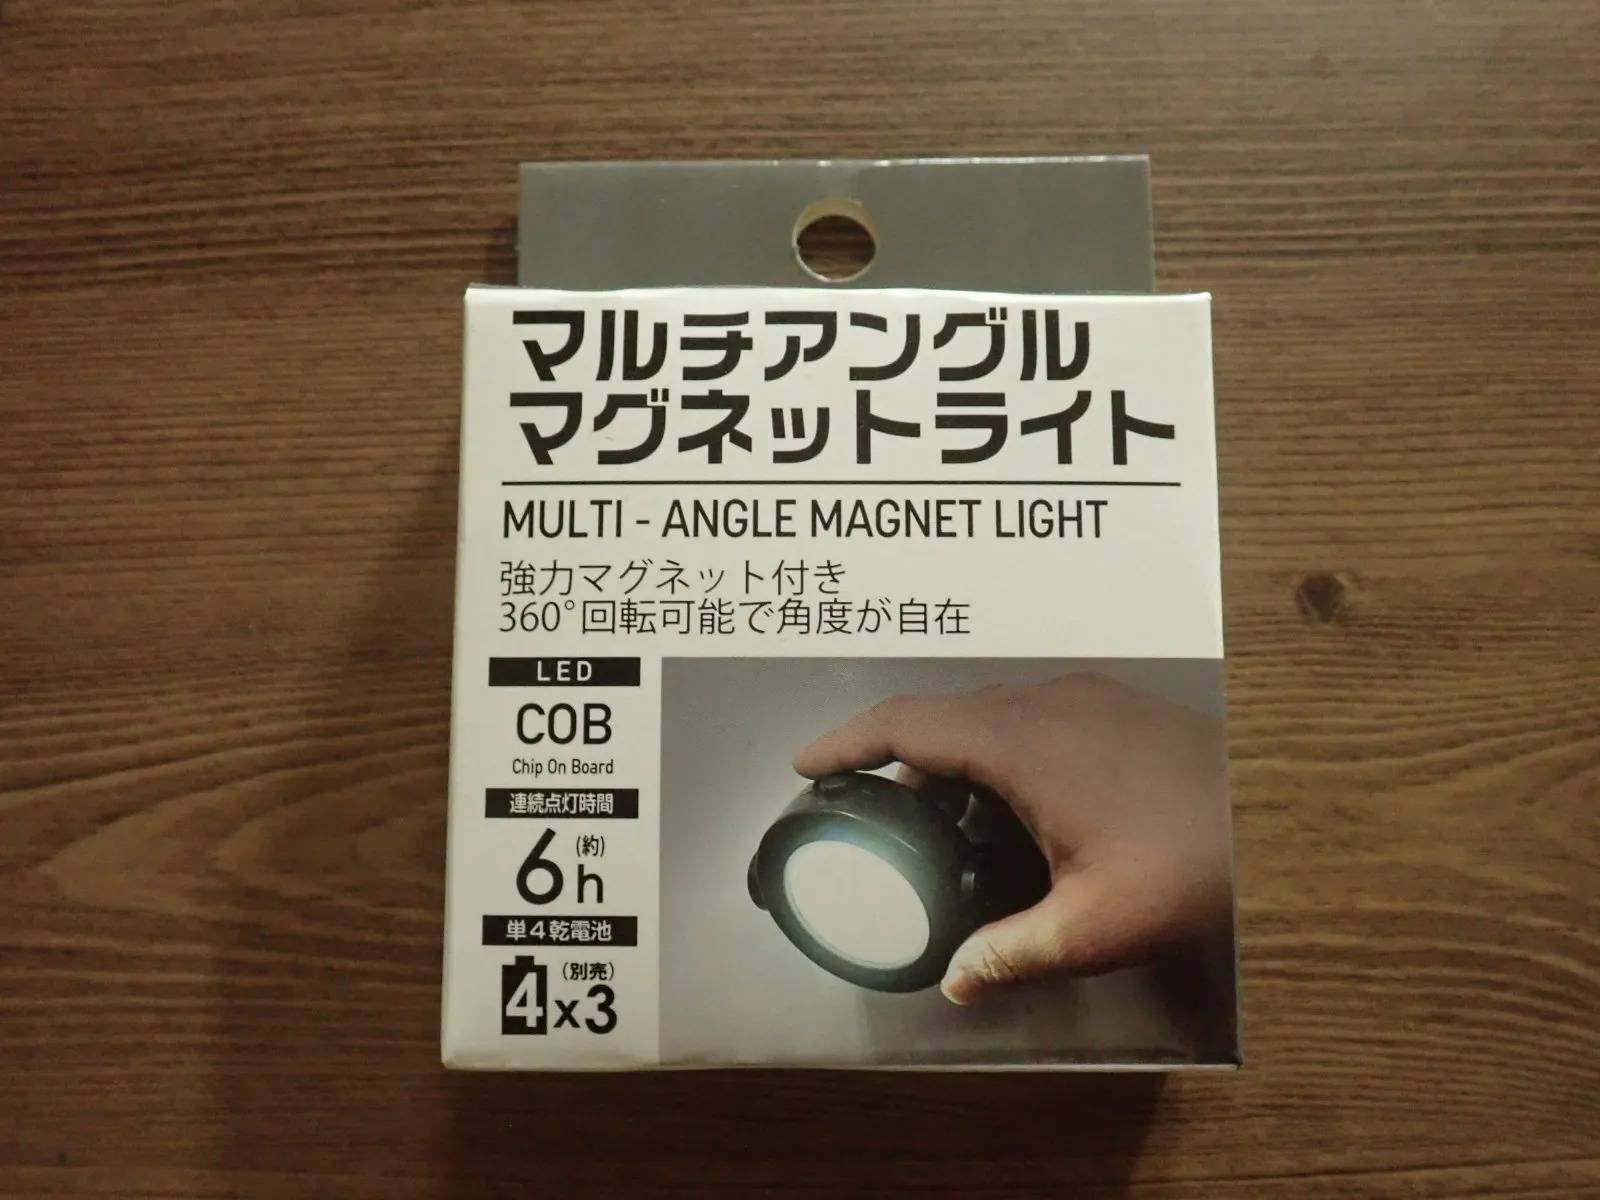 マルチアングル
マグネットライト
MULTI - ANGLE MAGNET LIGHT
強力マグネット付き
360°回転可能で角度が自在
LED
COB
Chip On Board
連続点灯時間
6(約)h
単4乾電池
(別売)
4x3